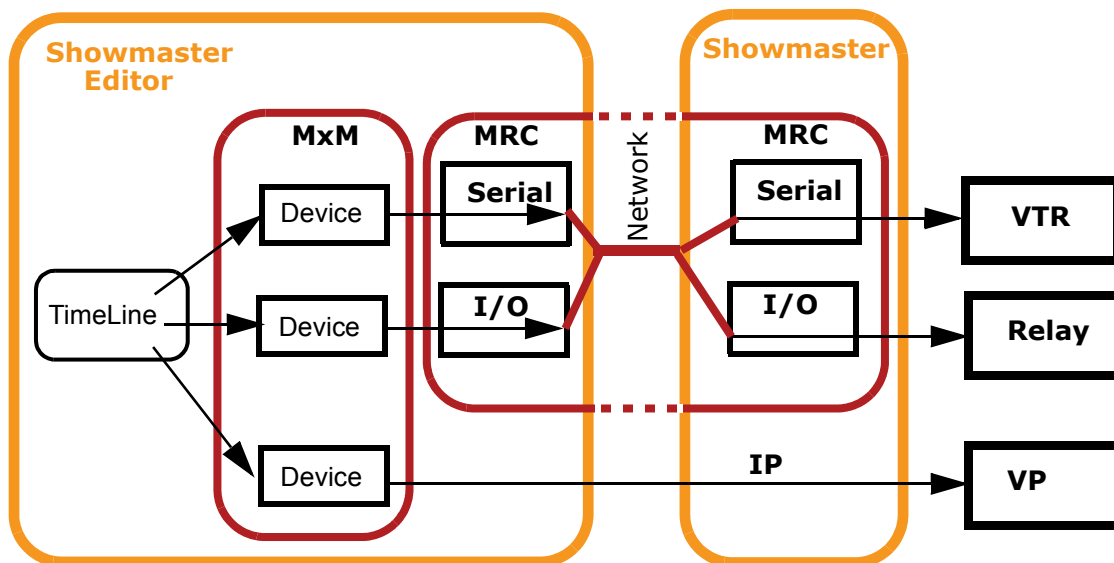 Showmaster
Editor
Showmaster
MxM
MRC
Network
MRC
Device
Serial
Serial
VTR
TimeLine
Device
I/O
I/O
Relay
Device
IP
VP